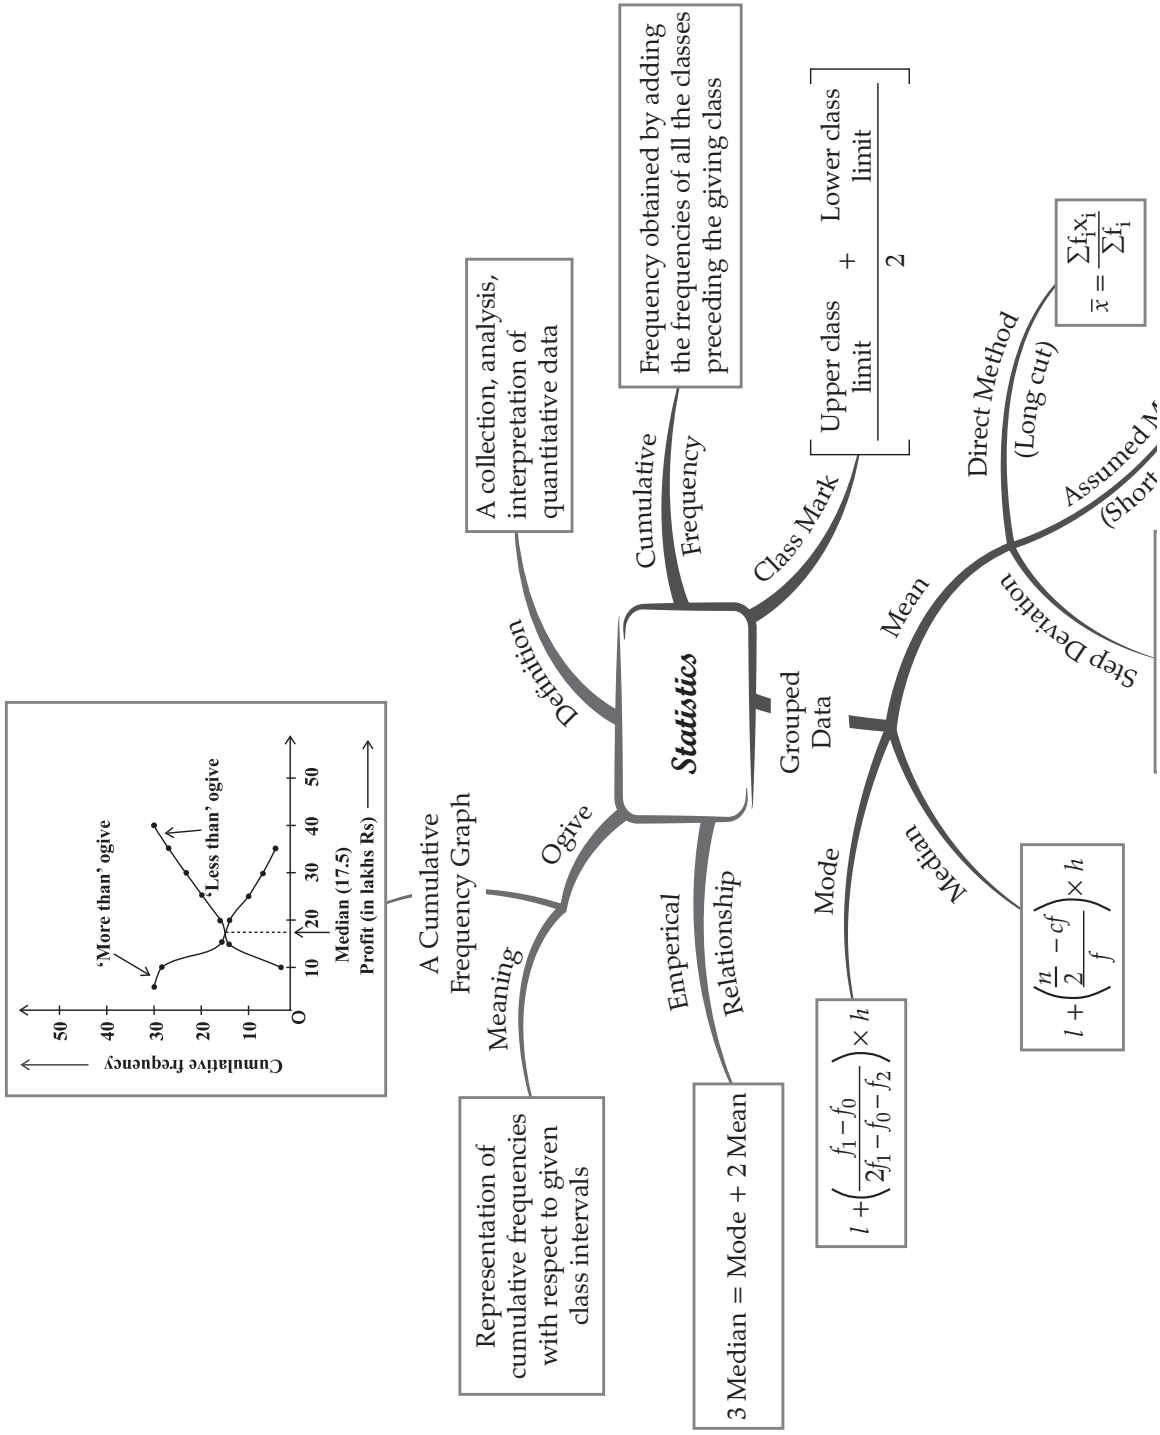 'More than' ogive
'Less than' ogive
Cumulative frequency
50
40
30
20
10
O
10
20
30
40
50
Median (17.5)
Profit (in lakhs Rs)
A Cumulative
Frequency Graph
Ogive
Meaning
Representation of
cumulative frequencies
with respect to given
class intervals
Definition
A collection, analysis,
interpretation of
quantitative data
Statistics
Cumulative
Frequency
Frequency obtained by adding
the frequencies of all the classes
preceding the giving class
Class Mark
[Upper class limit + Lower class limit / 2]
Emperical
Relationship
3 Median = Mode + 2 Mean
Grouped
Data
Mode
l + ((f₁ − f₀) / (2f₁ − f₀ − f₂)) × h
Median
l + ((n/2 − cf) / f) × h
Mean
Direct Method
(Long cut)
x̄ = Σfᵢxᵢ / Σfᵢ
Assumed M
(Short
Step Deviation